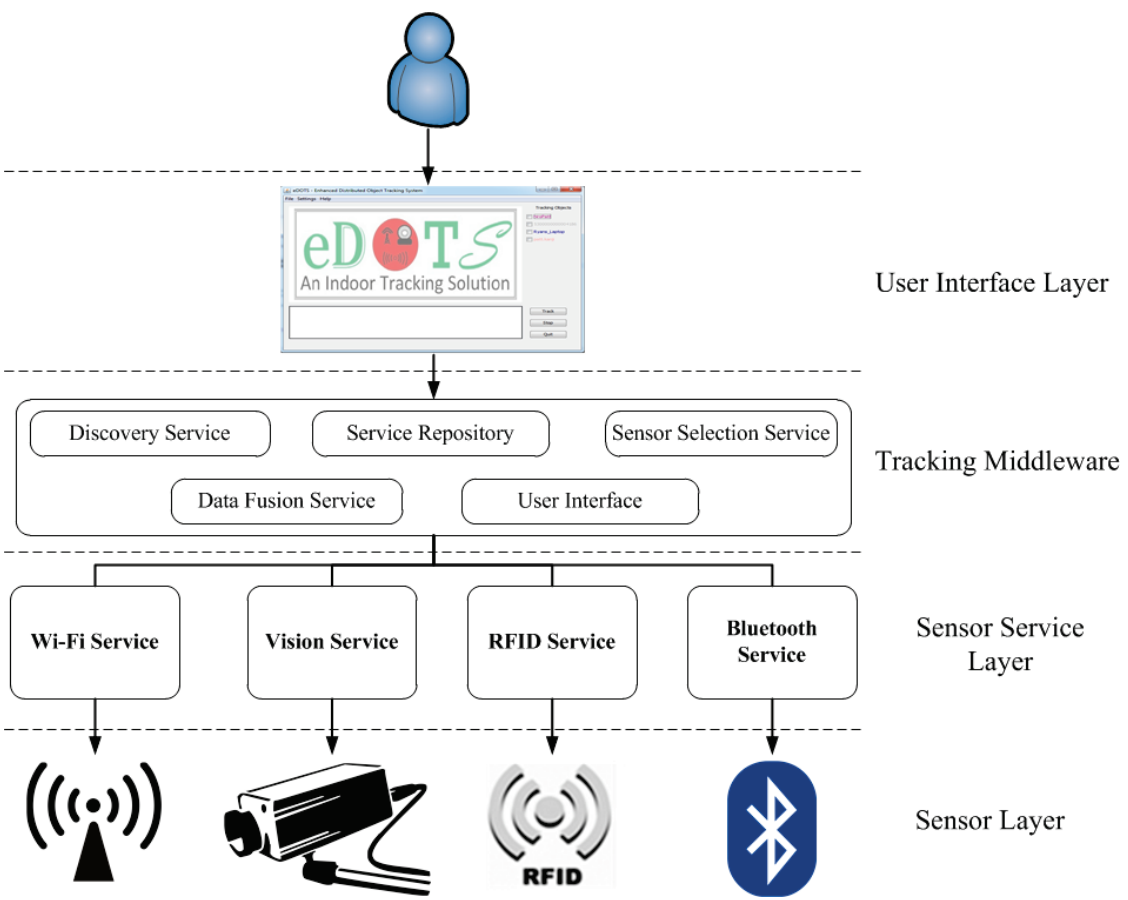 eDOTS - Enhanced Distributed Object Tracking System
File Settings Help
Tracking Objects
Ryans_Laptop
eDOTS
An Indoor Tracking Solution
Track
Stop
Quit
User Interface Layer
Discovery Service
Service Repository
Sensor Selection Service
Data Fusion Service
User Interface
Tracking Middleware
Wi-Fi Service
Vision Service
RFID Service
Bluetooth
Service
Sensor Service
Layer
RFID
Sensor Layer